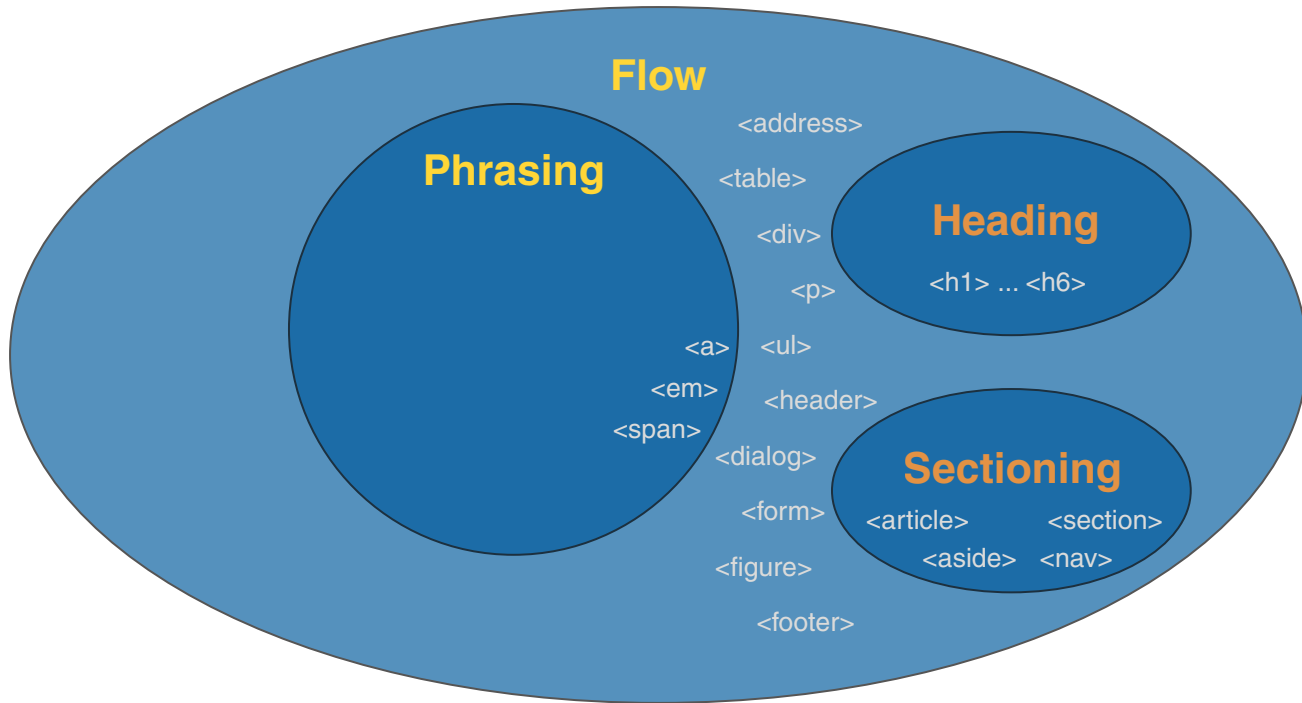 Flow
<address>
Phrasing
<table>
Heading
<div>
<h1> ... <h6>
<p>
<a>
<ul>
<em>
<header>
<span>
<dialog>
Sectioning
<form>
<article> <section>
<aside> <nav>
<figure>
<footer>